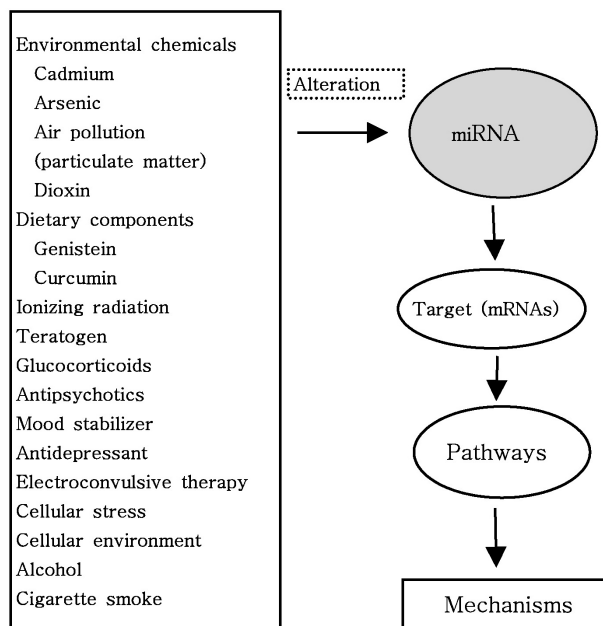 Environmental chemicals
Cadmium
Arsenic
Air pollution
(particulate matter)
Dioxin
Dietary components
Genistein
Curcumin
Ionizing radiation
Teratogen
Glucocorticoids
Antipsychotics
Mood stabilizer
Antidepressant
Electroconvulsive therapy
Cellular stress
Cellular environment
Alcohol
Cigarette smoke
Alteration
miRNA
Target (mRNAs)
Pathways
Mechanisms